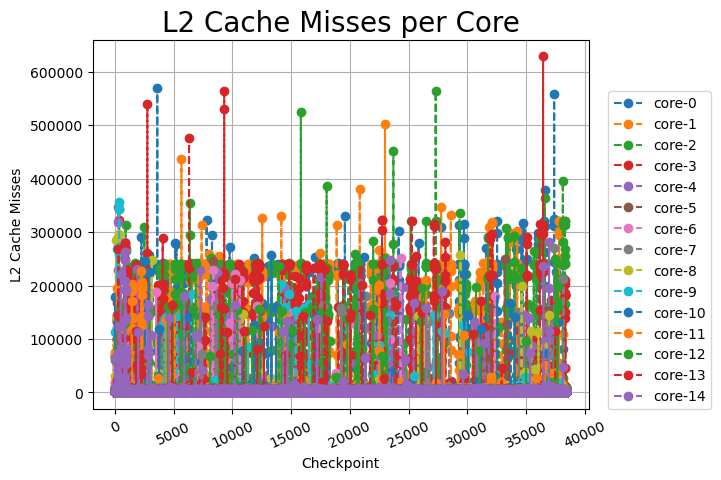 L2 Cache Misses per Core
L2 Cache Misses
600000
500000
400000
300000
200000
100000
0
0
5000
10000
15000
20000
25000
30000
35000
40000
Checkpoint
core-0
core-1
core-2
core-3
core-4
core-5
core-6
core-7
core-8
core-9
core-10
core-11
core-12
core-13
core-14